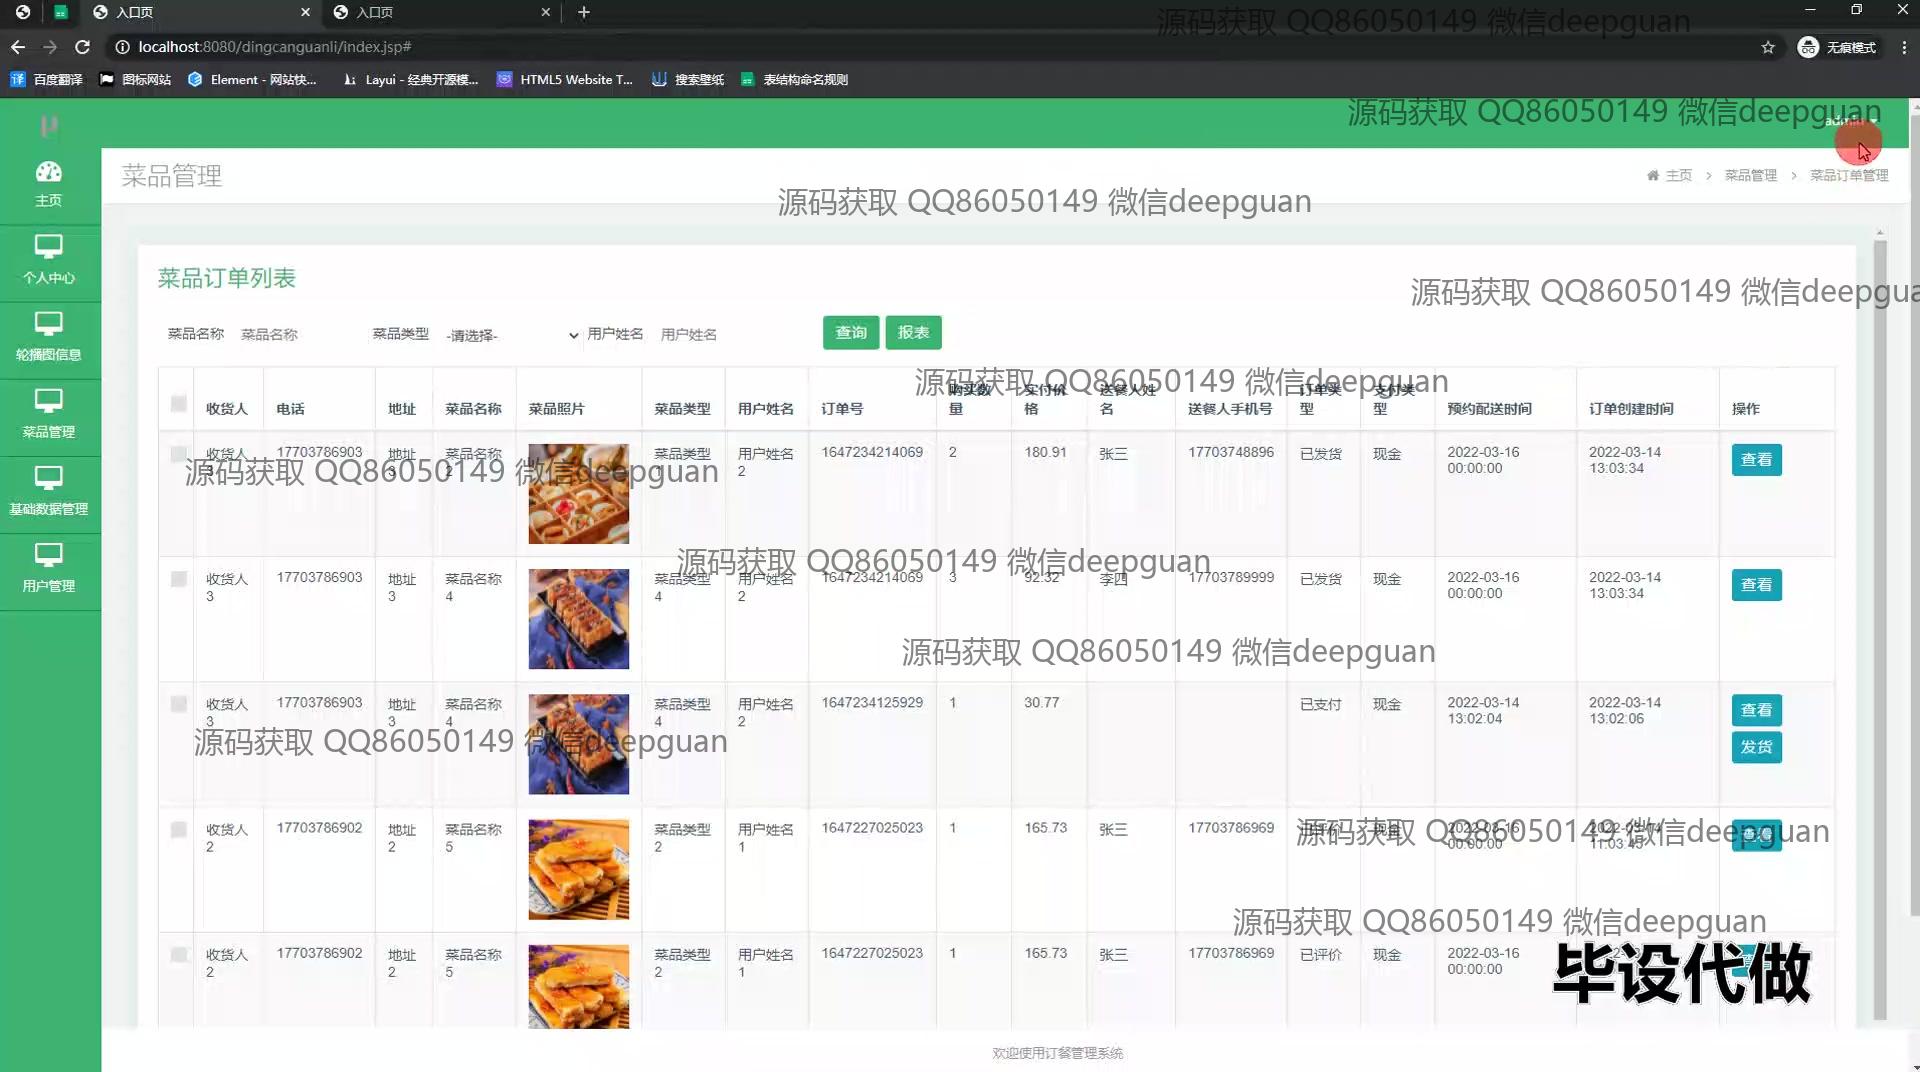 入口页
入口页
localhost:8080/dingcanguanli/index.jsp#
无痕模式
百度翻译 图标网站 Element - 网站快... Layui - 经典开源模... HTML5 Website T... 搜索壁纸 表结构命名规则
源码获取 QQ86050149 微信deepguan
源码获取 QQ86050149 微信deepguan
admin
菜品管理
主页 > 菜品管理 > 菜品订单管理
主页
个人中心
轮播图信息
菜品管理
基础数据管理
用户管理
源码获取 QQ86050149 微信deepguan
菜品订单列表
源码获取 QQ86050149 微信deepgua
菜品名称 菜品名称 菜品类型 -请选择- 用户姓名 用户姓名 查询 报表
源码获取 QQ86050149 微信deepguan
收货人 电话 地址 菜品名称 菜品照片 菜品类型 用户姓名 订单号 购买数量 实付价格 送餐人姓名 送餐人手机号 订单类型 支付类型 预约配送时间 订单创建时间 操作
收货人3 17703786903 地址3 菜品名称2 菜品类型 用户姓名2 1647234214069 2 180.91 张三 17703748896 已发货 现金 2022-03-16 00:00:00 2022-03-14 13:03:34 查看
源码获取 QQ86050149 微信deepguan
源码获取 QQ86050149 微信deepguan
收货人3 17703786903 地址3 菜品名称4 菜品类型4 用户姓名2 1647234214069 3 92.32 李四 17703789999 已发货 现金 2022-03-16 00:00:00 2022-03-14 13:03:34 查看
源码获取 QQ86050149 微信deepguan
收货人3 17703786903 地址3 菜品名称4 菜品类型4 用户姓名2 1647234125929 1 30.77 已支付 现金 2022-03-14 13:02:04 2022-03-14 13:02:06 查看 发货
源码获取 QQ86050149 微信deepguan
收货人2 17703786902 地址2 菜品名称5 菜品类型2 用户姓名1 1647227025023 1 165.73 张三 17703786969 现金 2022-03-16 00:00:00 11:03:45 查看
源码获取 QQ86050149 微信deepguan
源码获取 QQ86050149 微信deepguan
收货人2 17703786902 地址2 菜品名称5 菜品类型2 用户姓名1 1647227025023 1 165.73 张三 17703786969 已评价 现金 2022-03-16 00:00:00
毕设代做
欢迎使用订餐管理系统